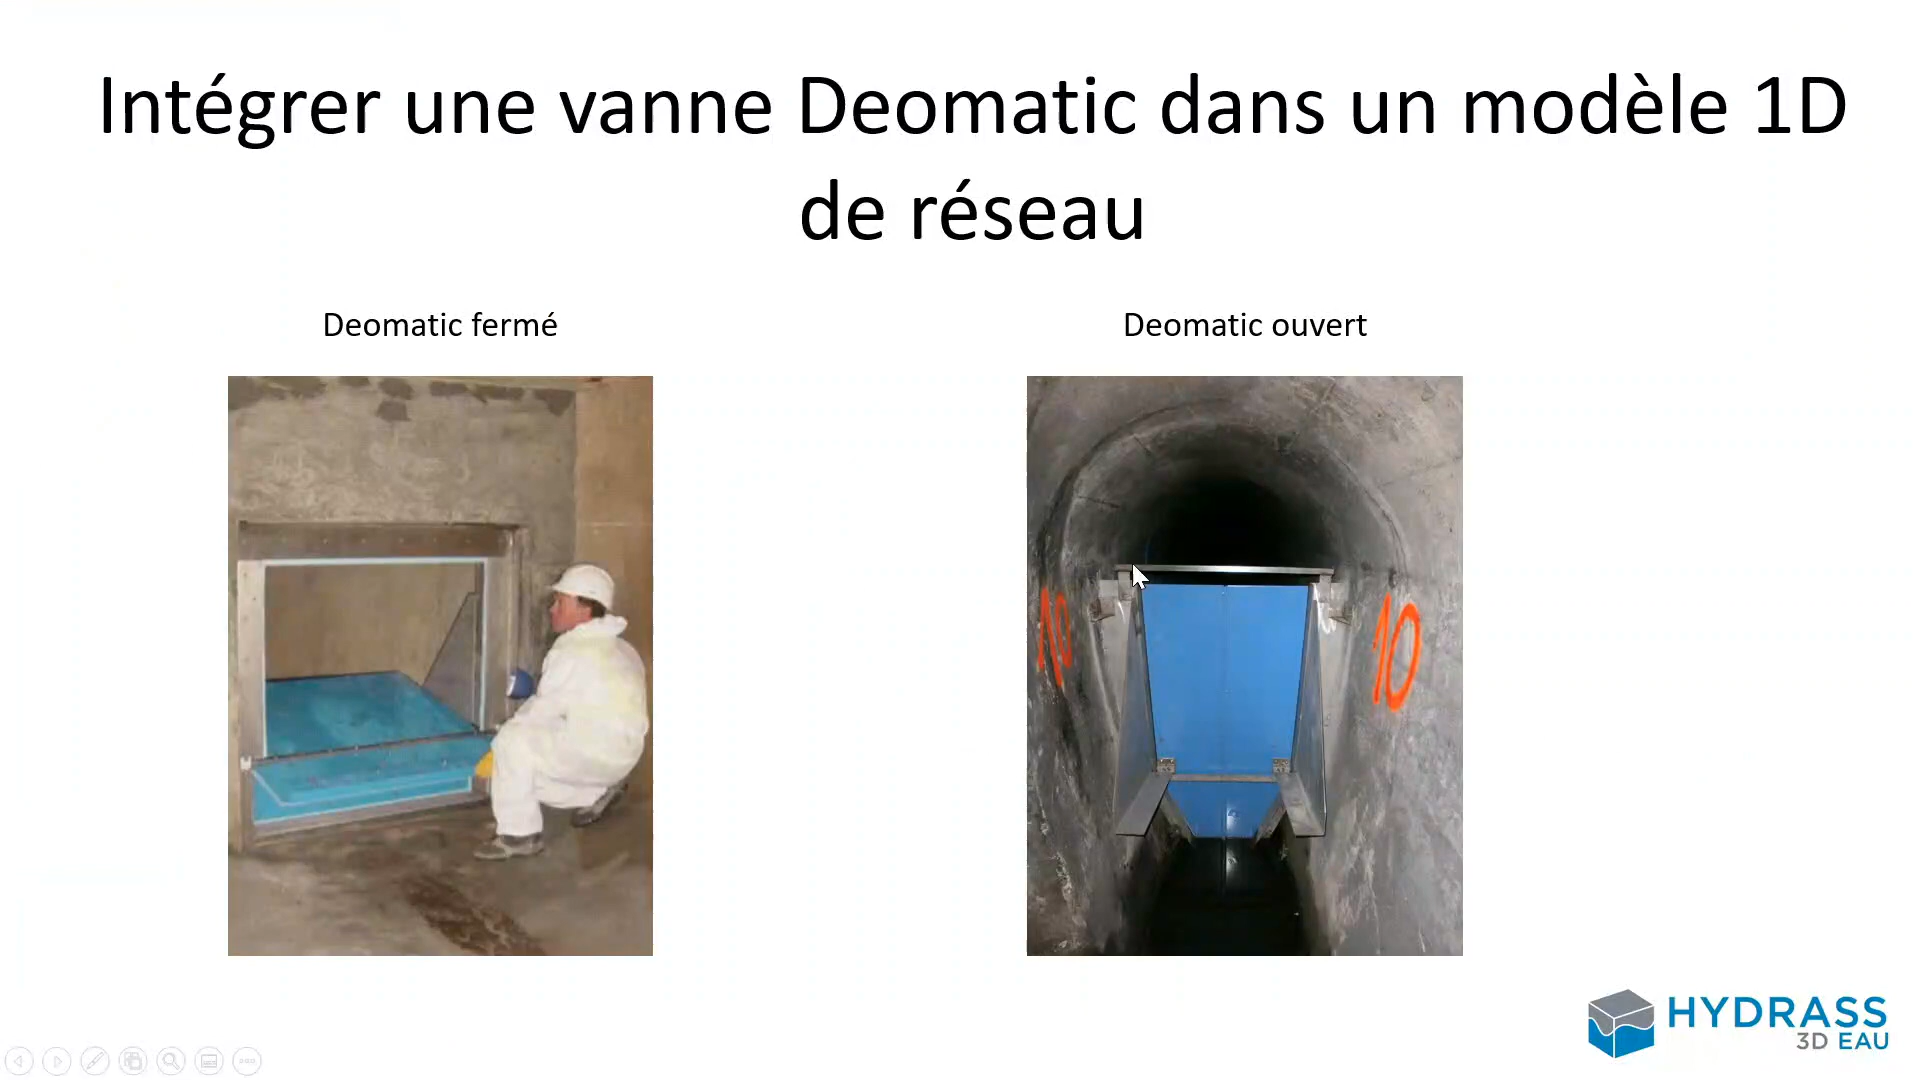 Intégrer une vanne Deomatic dans un modèle 1D
de réseau
Deomatic fermé
Deomatic ouvert
10
10
HYDRASS
3D EAU